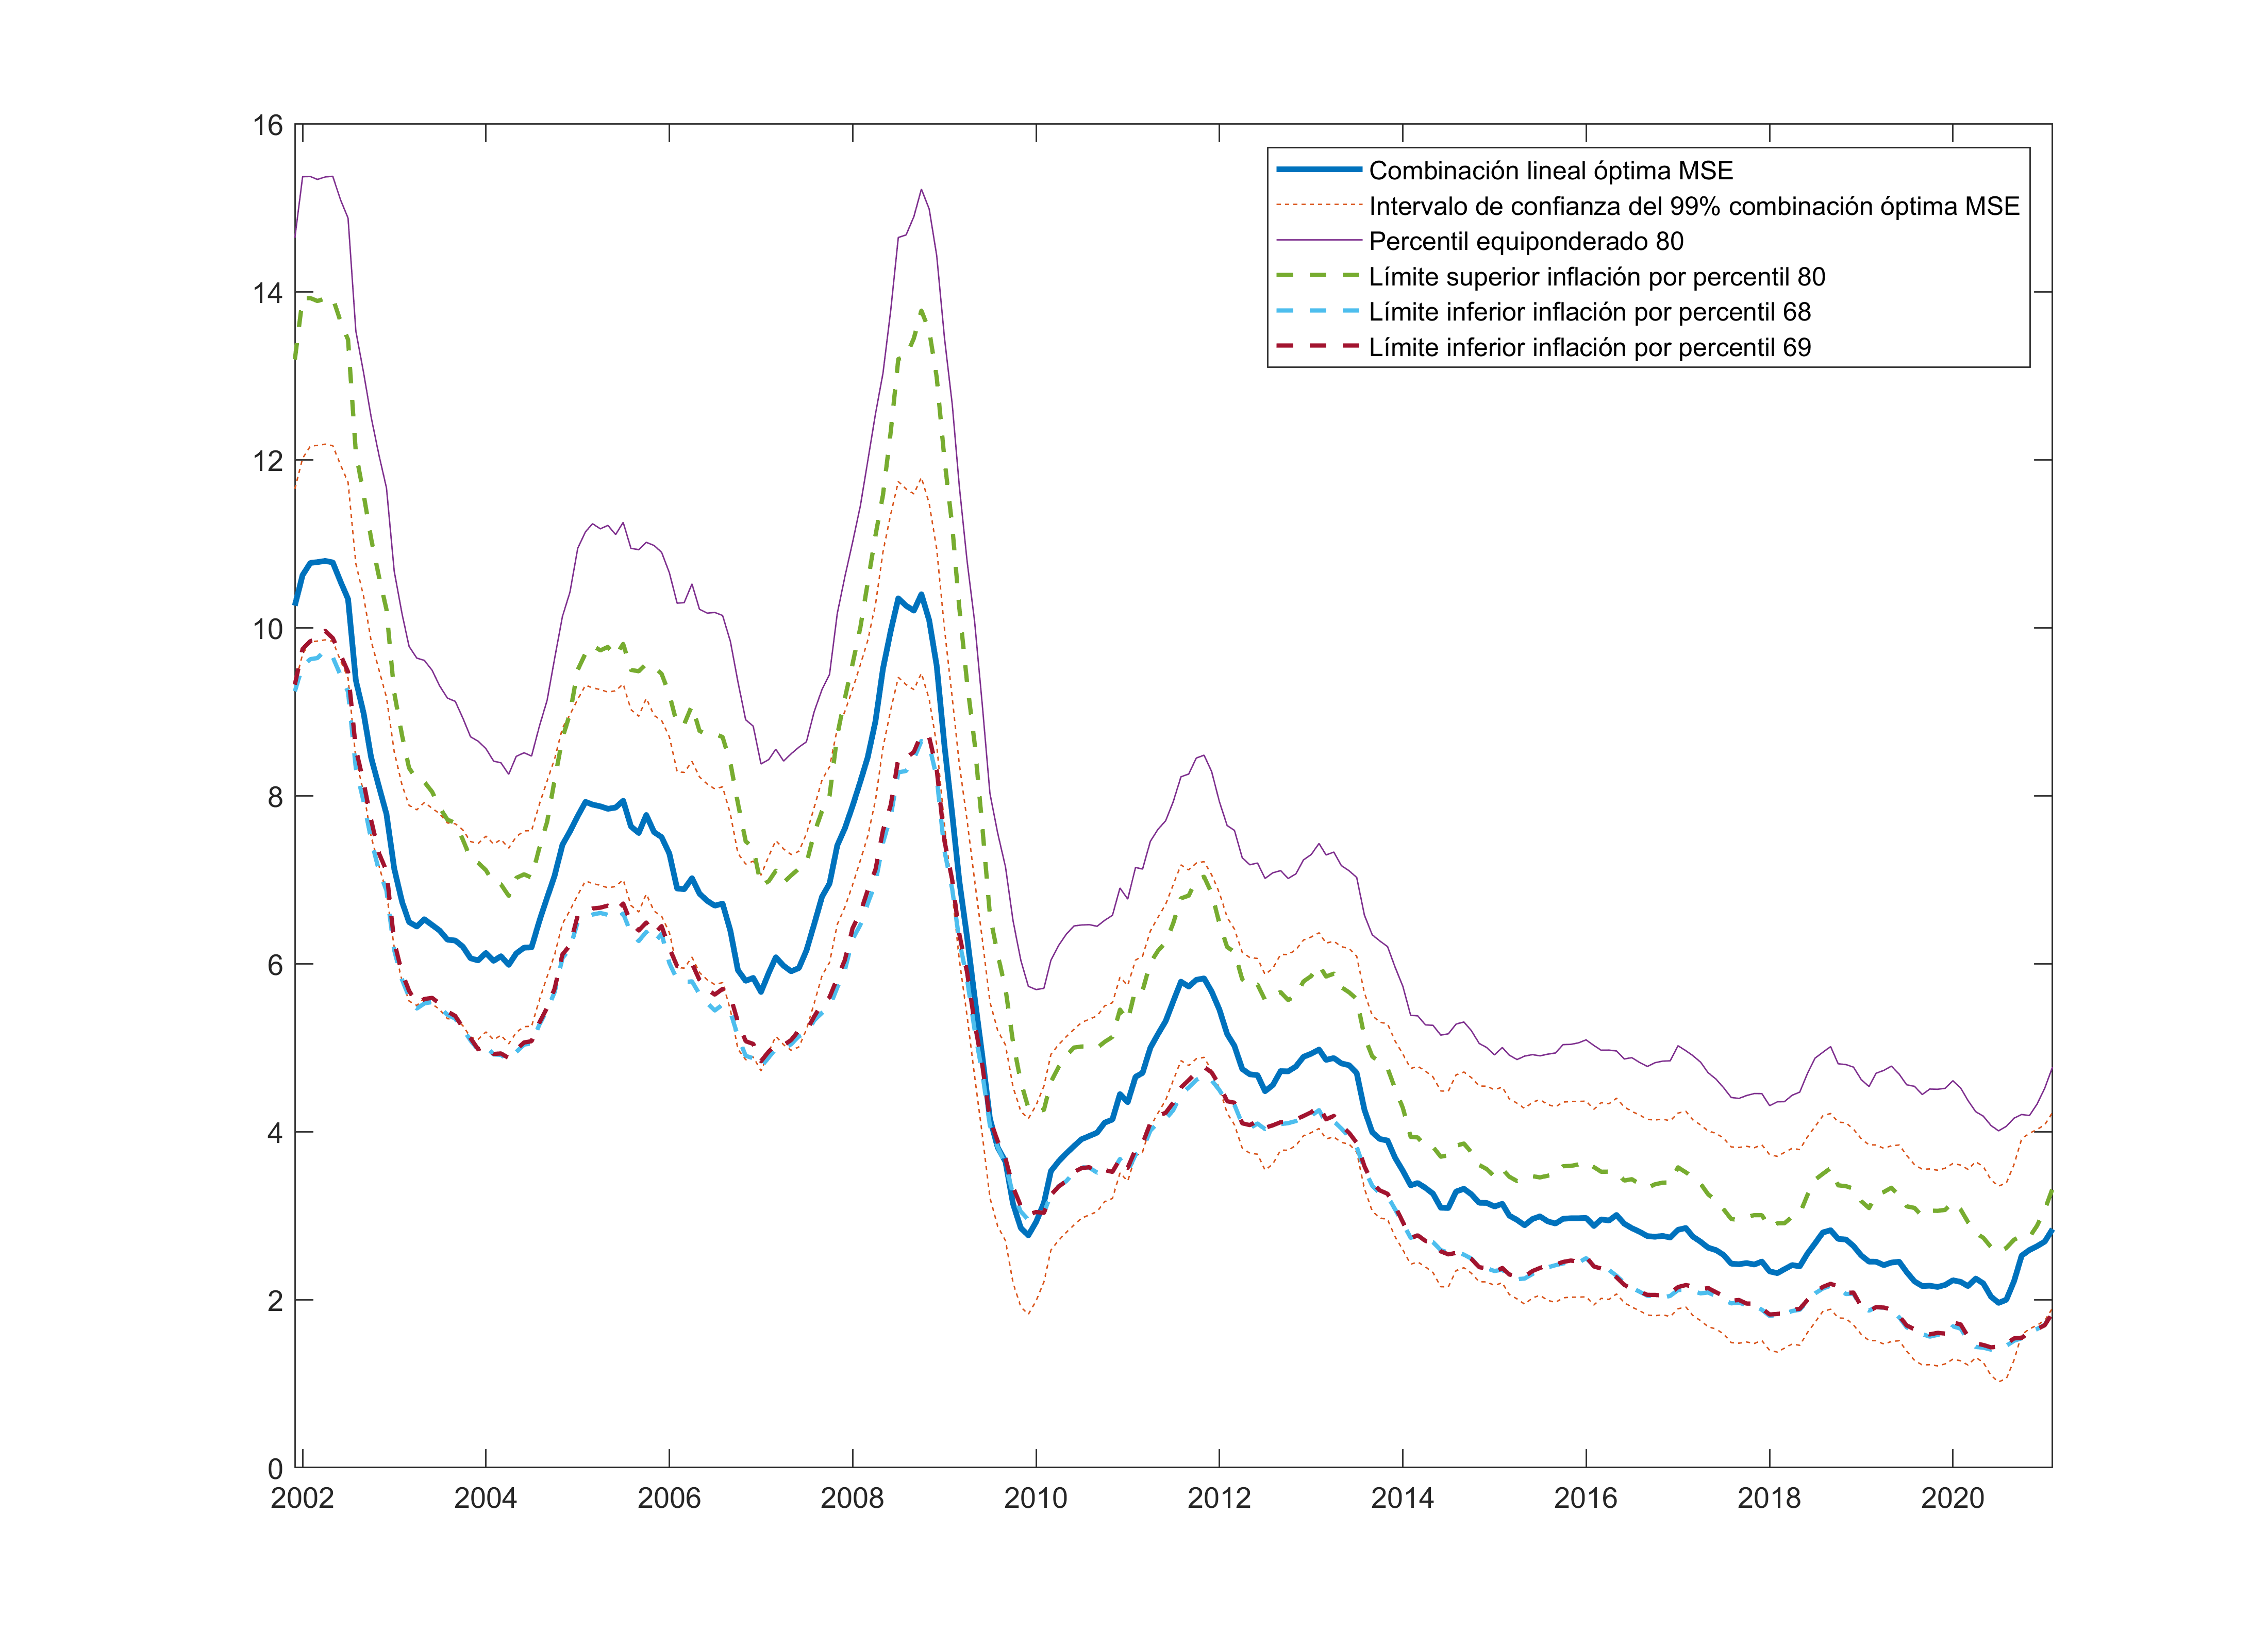 16
14
12
10
8
6
4
2
0
2002 2004 2006 2008 2010 2012 2014 2016 2018 2020
Combinación lineal óptima MSE
Intervalo de confianza del 99% combinación óptima MSE
Percentil equiponderado 80
Límite superior inflación por percentil 80
Límite inferior inflación por percentil 68
Límite inferior inflación por percentil 69